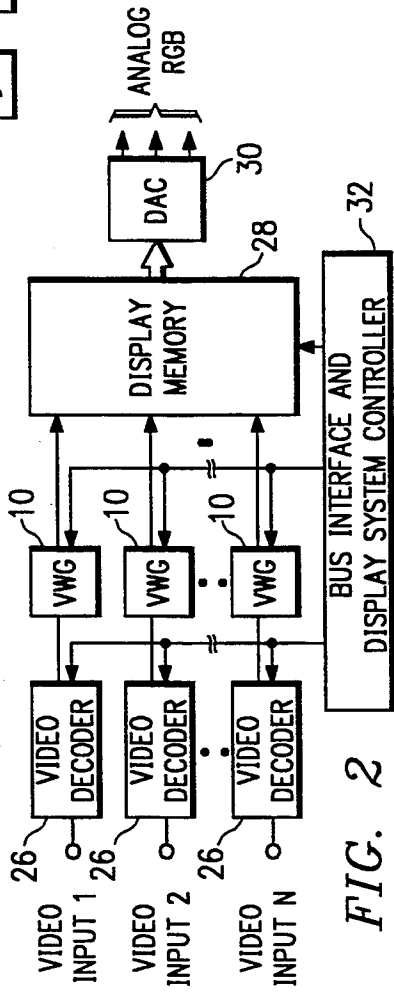 VIDEO
INPUT 1
26
VIDEO
DECODER
10
VWG
VIDEO
INPUT 2
26
VIDEO
DECODER
10
VWG
VIDEO
INPUT N
26
VIDEO
DECODER
10
VWG
DISPLAY
MEMORY
28
DAC
30
ANALOG
RGB
BUS INTERFACE AND
DISPLAY SYSTEM CONTROLLER
32
FIG. 2